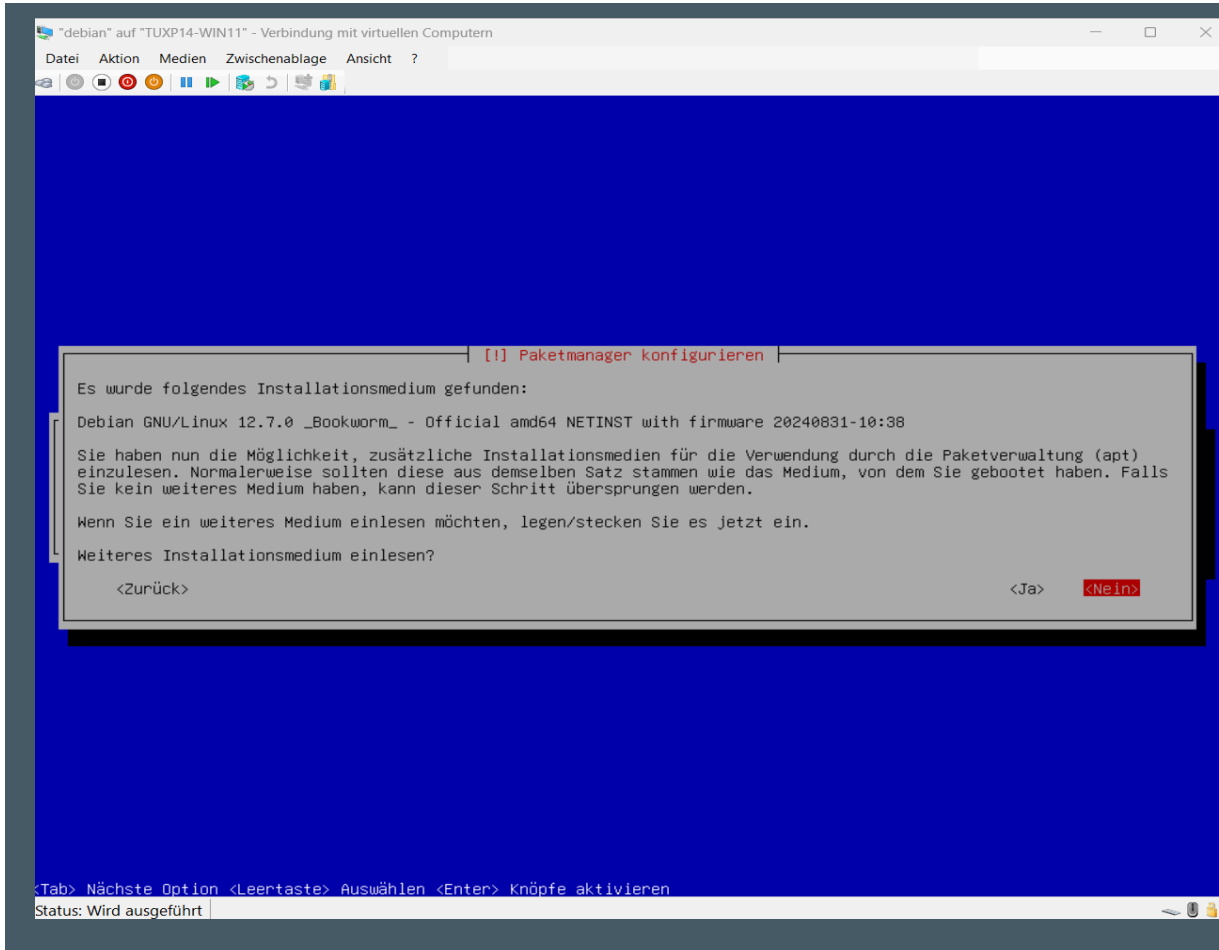 "debian" auf "TUXP14-WIN11" - Verbindung mit virtuellen Computern
Datei Aktion Medien Zwischenablage Ansicht ?
[!] Paketmanager konfigurieren
Es wurde folgendes Installationsmedium gefunden:
Debian GNU/Linux 12.7.0 _Bookworm_ - Official amd64 NETINST with firmware 20240831-10:38
Sie haben nun die Möglichkeit, zusätzliche Installationsmedien für die Verwendung durch die Paketverwaltung (apt)
einzulesen. Normalerweise sollten diese aus demselben Satz stammen wie das Medium, von dem Sie gebootet haben. Falls
Sie kein weiteres Medium haben, kann dieser Schritt übersprungen werden.
Wenn Sie ein weiteres Medium einlesen möchten, legen/stecken Sie es jetzt ein.
Weiteres Installationsmedium einlesen?
<Zurück> <Ja> <Nein>
<Tab> Nächste Option <Leertaste> Auswählen <Enter> Knöpfe aktivieren
Status: Wird ausgeführt